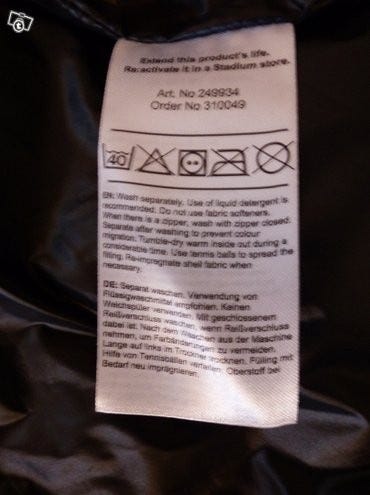 Extend this product's life.
Re:activate it in a Stadium store.
Art. No 249934
Order No 310049
40
EN: Wash separately. Use of liquid detergent is
recommended. Do not use fabric softeners.
When there is a zipper, wash with zipper closed.
Separate after washing to prevent colour
migration. Tumble-dry warm inside out during a
considerable time. Use tennis balls to spread the
filling. Re-impregnate shell fabric when
necessary.
DE: Separat waschen. Verwendung von
Flüssigwaschmittel empfohlen. Keinen
Weichspüler verwenden. Mit geschlossenem
Reißverschluss waschen, wenn Reißverschluss
dabei ist. Nach dem Waschen aus der Maschine
nehmen, um Farbänderungen zu vermeiden.
Lange auf links im Trockner trocknen. Füllung mit
Hilfe von Tennisbällen verteilen. Oberstoff bei
Bedarf neu imprägnieren.